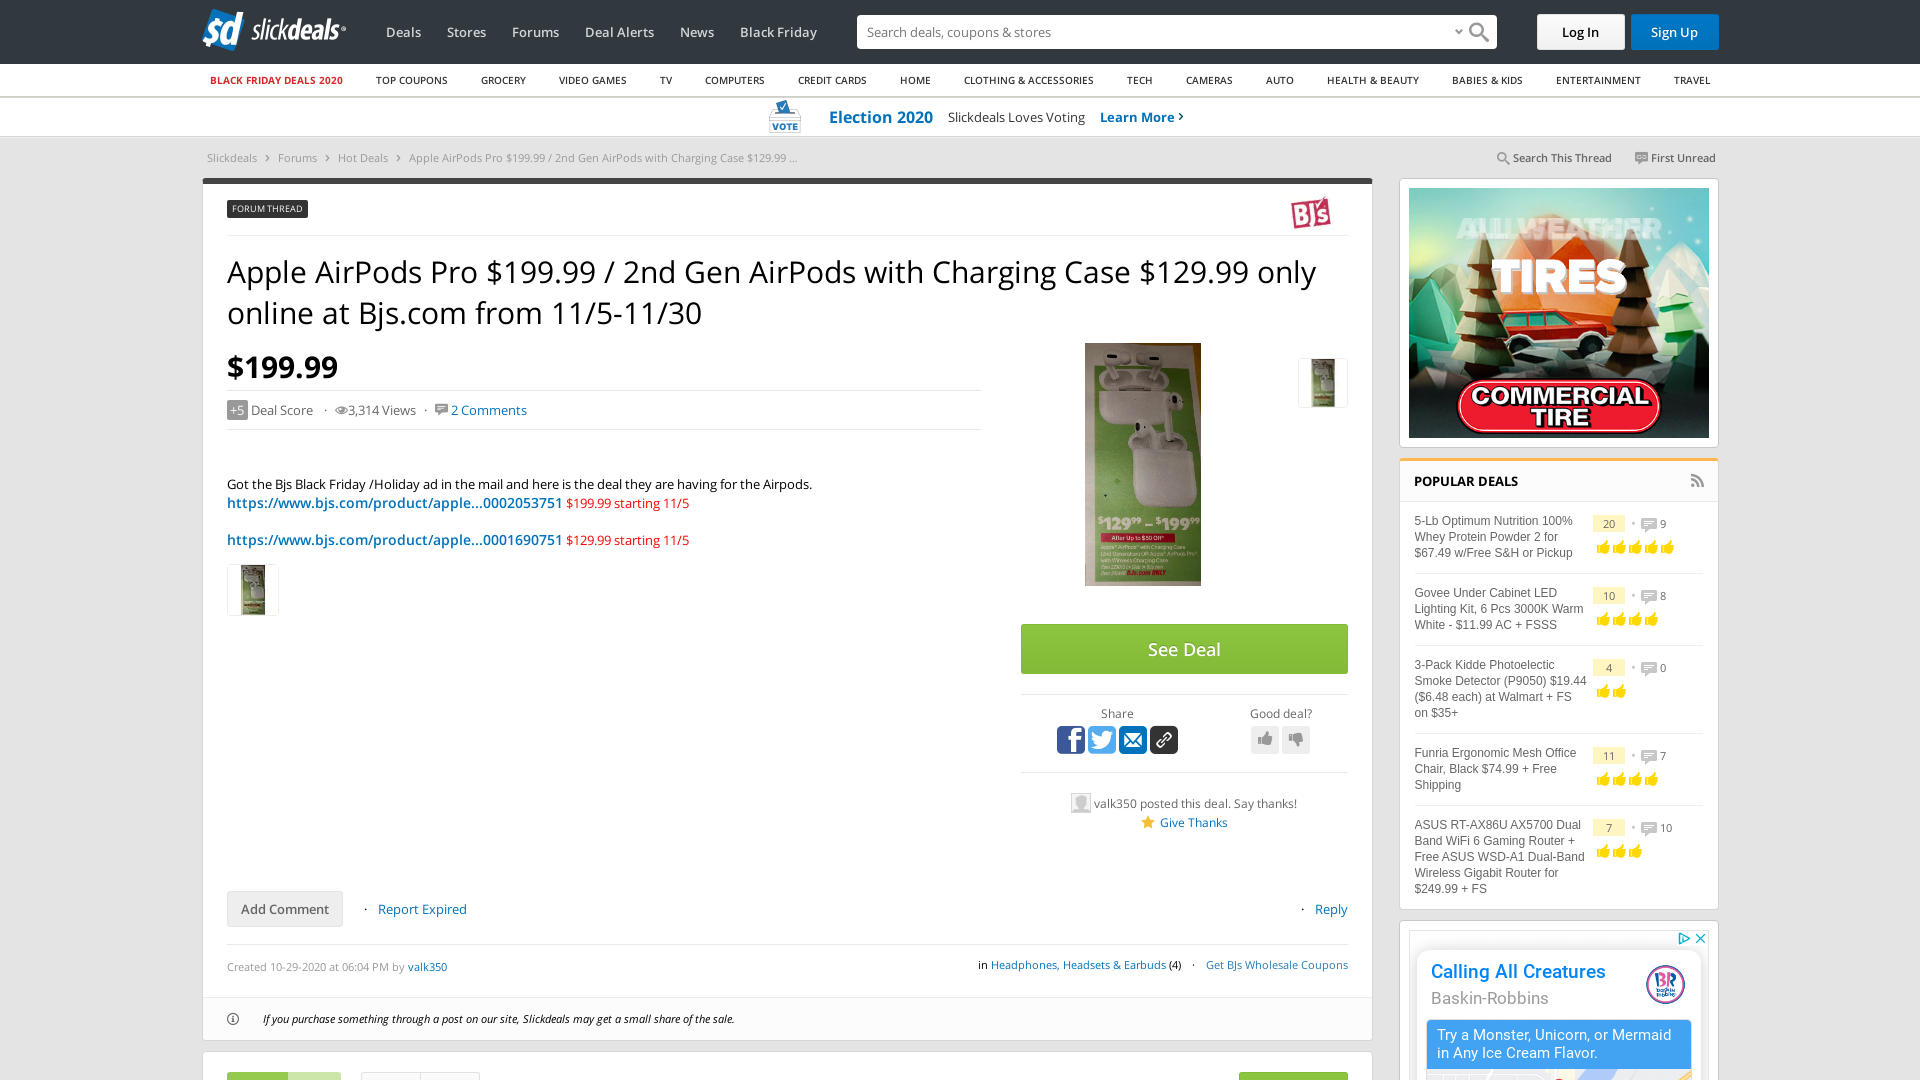 slickdeals
Deals
Stores
Forums
Deal Alerts
News
Black Friday
Search deals, coupons & shopping
Log In
Sign Up
BLACK FRIDAY DEALS 2020
TOP COUPONS
GROCERY
VIDEO GAMES
TV
COMPUTERS
CREDIT CARDS
HOME
CLOTHING & ACCESSORIES
TECH
CAMERAS
AUTO
HEALTH & BEAUTY
BABIES & KIDS
ENTERTAINMENT
TRAVEL
VOTE
Election 2020 Slickdeals Loves Voting Learn More
Slickdeals › Forums › Hot Deals › Apple AirPods Pro $199.99 / 2nd Gen AirPods with Charging Case $129.99 ...
Search This Thread
First Unread
FORUM THREAD
BJ's
Apple AirPods Pro $199.99 / 2nd Gen AirPods with Charging Case $129.99 only
online at Bjs.com from 11/5-11/30
$199.99
+5 Deal Score · 3,314 Views · 2 Comments
Got the Bjs Black Friday /Holiday ad in the mail and here is the deal they are having for the Airpods.
https://www.bjs.com/product/apple...0002053751 $199.99 starting 11/5
https://www.bjs.com/product/apple...0001690751 $129.99 starting 11/5
$129.99 – $199.99
After Up to $50 Off*
See Deal
Share
Good deal?
valk350 posted this deal. Say thanks!
Give Thanks
Add Comment · Report Expired
· Reply
Created 10-29-2020 at 06:04 PM by valk350
in Headphones, Headsets & Earbuds (4) · Get BJs Wholesale Coupons
If you purchase something through a post on our site, Slickdeals may get a small share of the sale.
ALL WEATHER
TIRES
COMMERCIAL
TIRE
POPULAR DEALS
5-Lb Optimum Nutrition 100%
Whey Protein Powder 2 for
$67.49 w/Free S&H or Pickup
20 • 9
Govee Under Cabinet LED
Lighting Kit, 6 Pcs 3000K Warm
White - $11.99 AC + FSSS
10 • 8
3-Pack Kidde Photoelectic
Smoke Detector (P9050) $19.44
($6.48 each) at Walmart + FS
on $35+
4 • 0
Funria Ergonomic Mesh Office
Chair, Black $74.99 + Free
Shipping
11 • 7
ASUS RT-AX86U AX5700 Dual
Band WiFi 6 Gaming Router +
Free ASUS WSD-A1 Dual-Band
Wireless Gigabit Router for
$249.99 + FS
7 • 10
Calling All Creatures
Baskin-Robbins
BR
Try a Monster, Unicorn, or Mermaid
in Any Ice Cream Flavor.